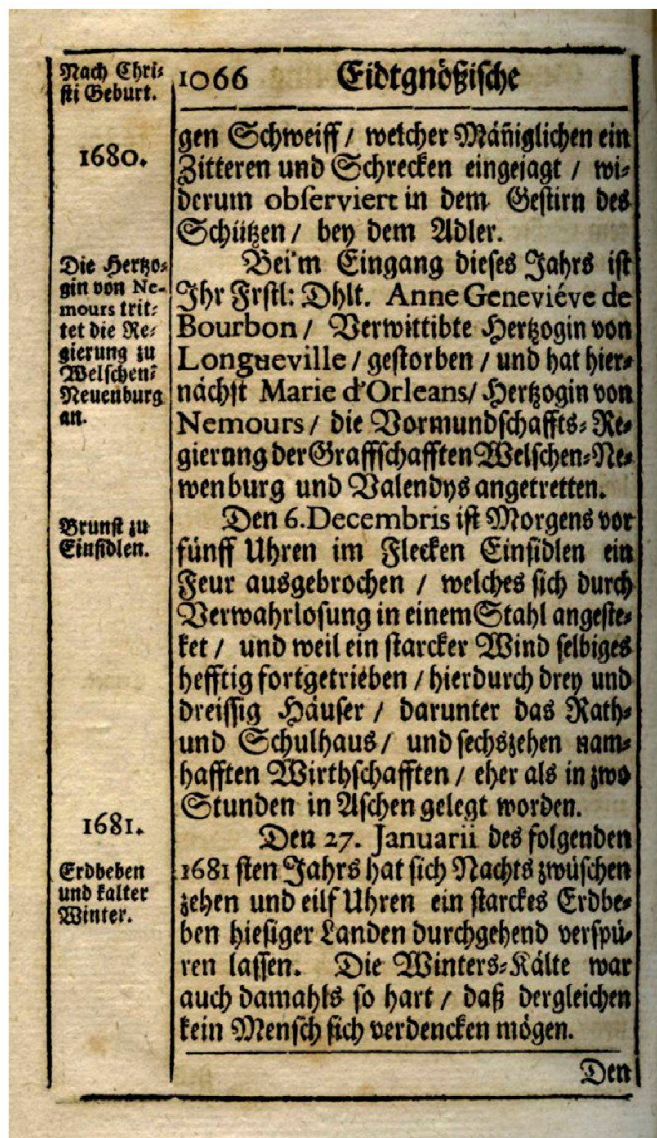 Nach Chri-
sti Geburt.
1066 Eidtgnößische
1680.
gen Schweiff / welcher Mäñiglichen ein
Zitteren und Schrecken eingejagt / wi-
derum observiert in dem Gestirn des
Schützen / bey dem Adler.
Die Hertzo-
gin von Ne-
mours trit-
tet die Re-
gierung zu
Welschen-
Neuenburg
an.
Bei'm Eingang dieses Jahrs ist
Ihr Frstl: Dhlt. Anne Geneviéve de
Bourbon / Verwittibte Hertzogin von
Longueville / gestorben / und hat hier-
nächst Marie d'Orleans / Hertzogin von
Nemours / die Vormundschaffts-Re-
gierung der Graffschafften Welschen-Ne-
wenburg und Valendys angetretten.
Brunst zu
Einsidlen.
Den 6. Decembris ist Morgens vor
fünff Uhren im Flecken Einsidlen ein
Feur ausgebrochen / welches sich durch
Verwahrlosung in einem Stahl angeste-
ket / und weil ein starcker Wind selbiges
hefftig fortgetrieben / hierdurch drey und
dreissig Häuser / darunter das Rath-
und Schulhaus / und sechszehen nam-
hafften Wirthschafften / eher als in zwo
Stunden in Aschen gelegt worden.
1681.
Erdbeben
und kalter
Winter.
Den 27. Januarii des folgenden
1681 sten Jahrs hat sich Nachts zwüschen
zehen und eilf Uhren ein starckes Erdbe-
ben hiesiger Landen durchgehend verspü-
ren lassen. Die Winters-Kälte war
auch damahls so hart / daß dergleichen
kein Mensch sich verdencken mögen.
Den